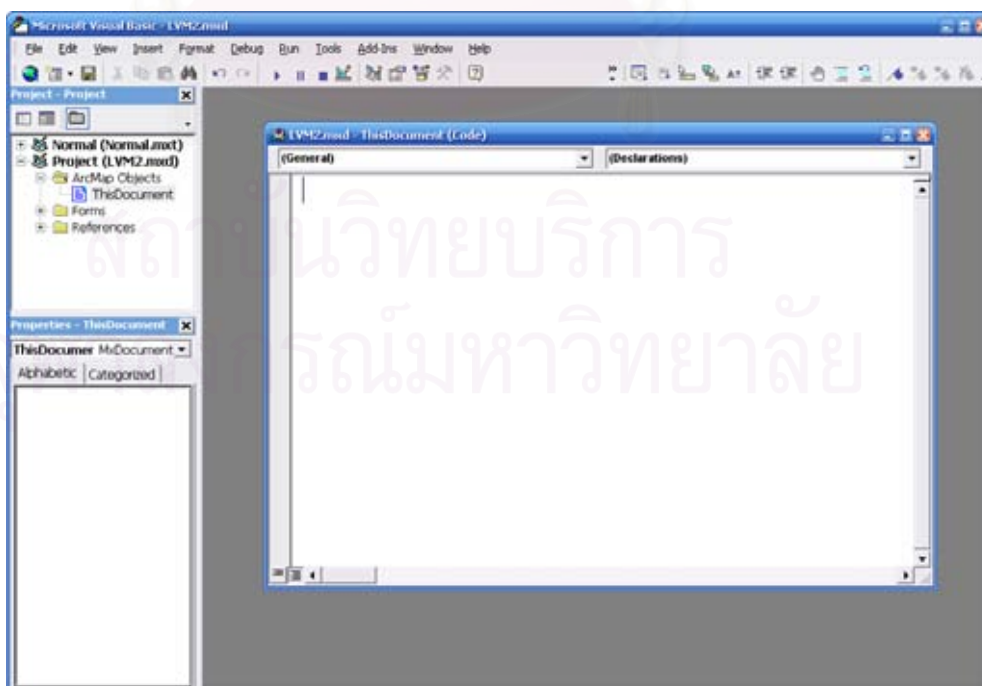 Microsoft Visual Basic - LVM2.mxd
File Edit View Insert Format Debug Run Tools Add-Ins Window Help
Project - Project
Normal (Normal.mxt)
Project (LVM2.mxd)
ArcMap Objects
ThisDocument
Forms
References
Properties - ThisDocument
ThisDocumer MxDocument
Alphabetic Categorized
LVM2.mxd - ThisDocument (Code)
(General) (Declarations)
สถาบันวิทยบริการ
จุฬาลงกรณ์มหาวิทยาลัย